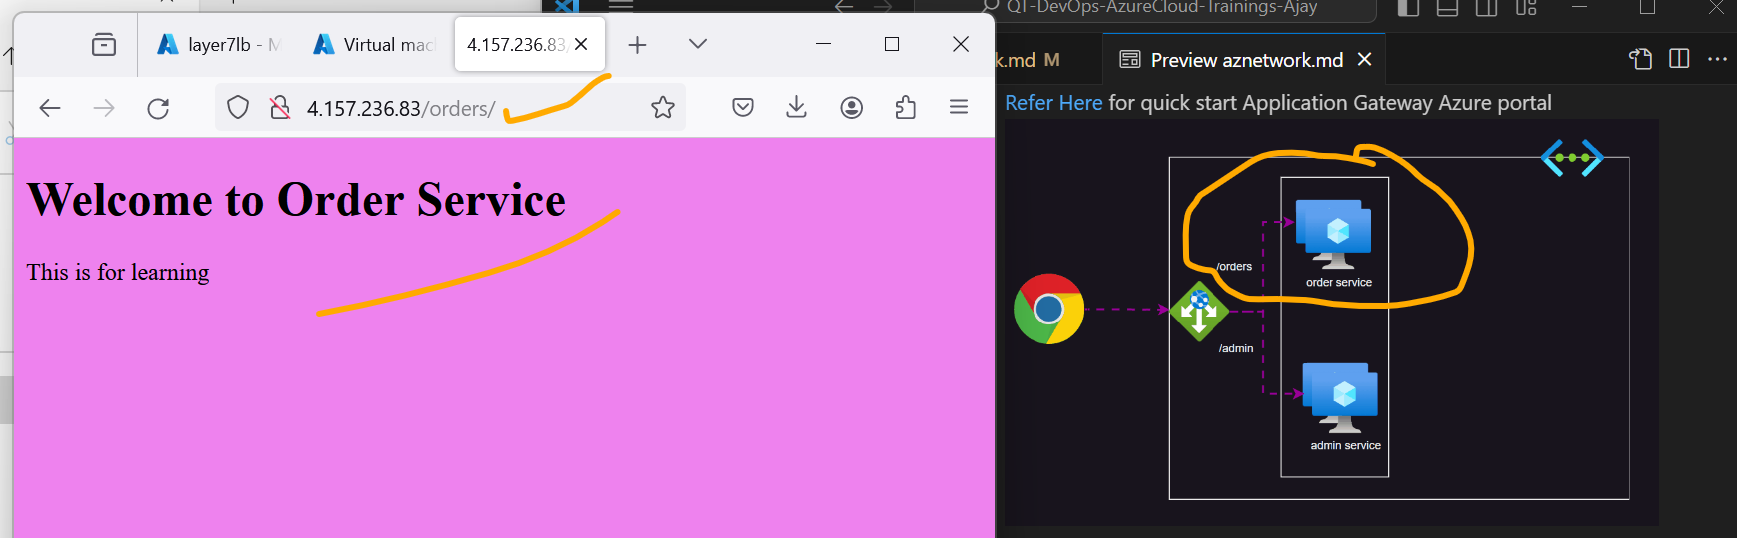 QT-DevOps-AzureCloud-Trainings-Ajay
layer7lb - M
Virtual mac
4.157.236.83/
k.md M
Preview aznetwork.md
4.157.236.83/orders/
Refer Here for quick start Application Gateway Azure portal
Welcome to Order Service
This is for learning
/orders
order service
/admin
admin service